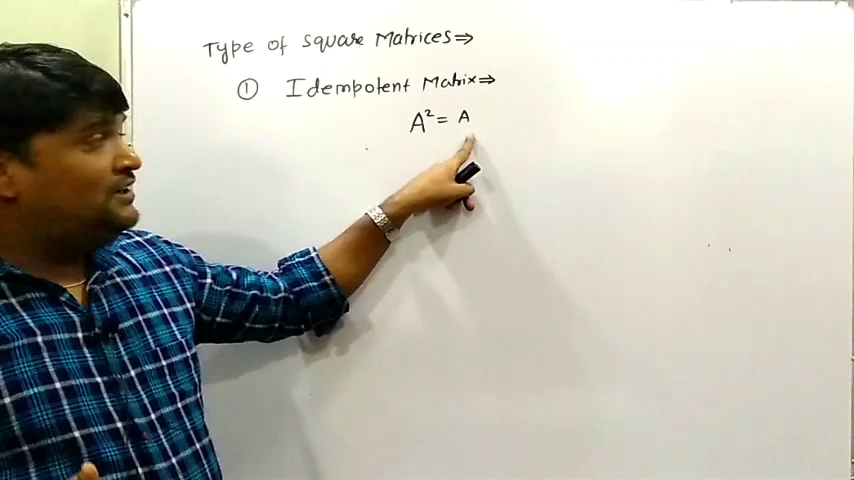 Type of square Matrices ⇒
① Idempotent Matrix ⇒
A² = A